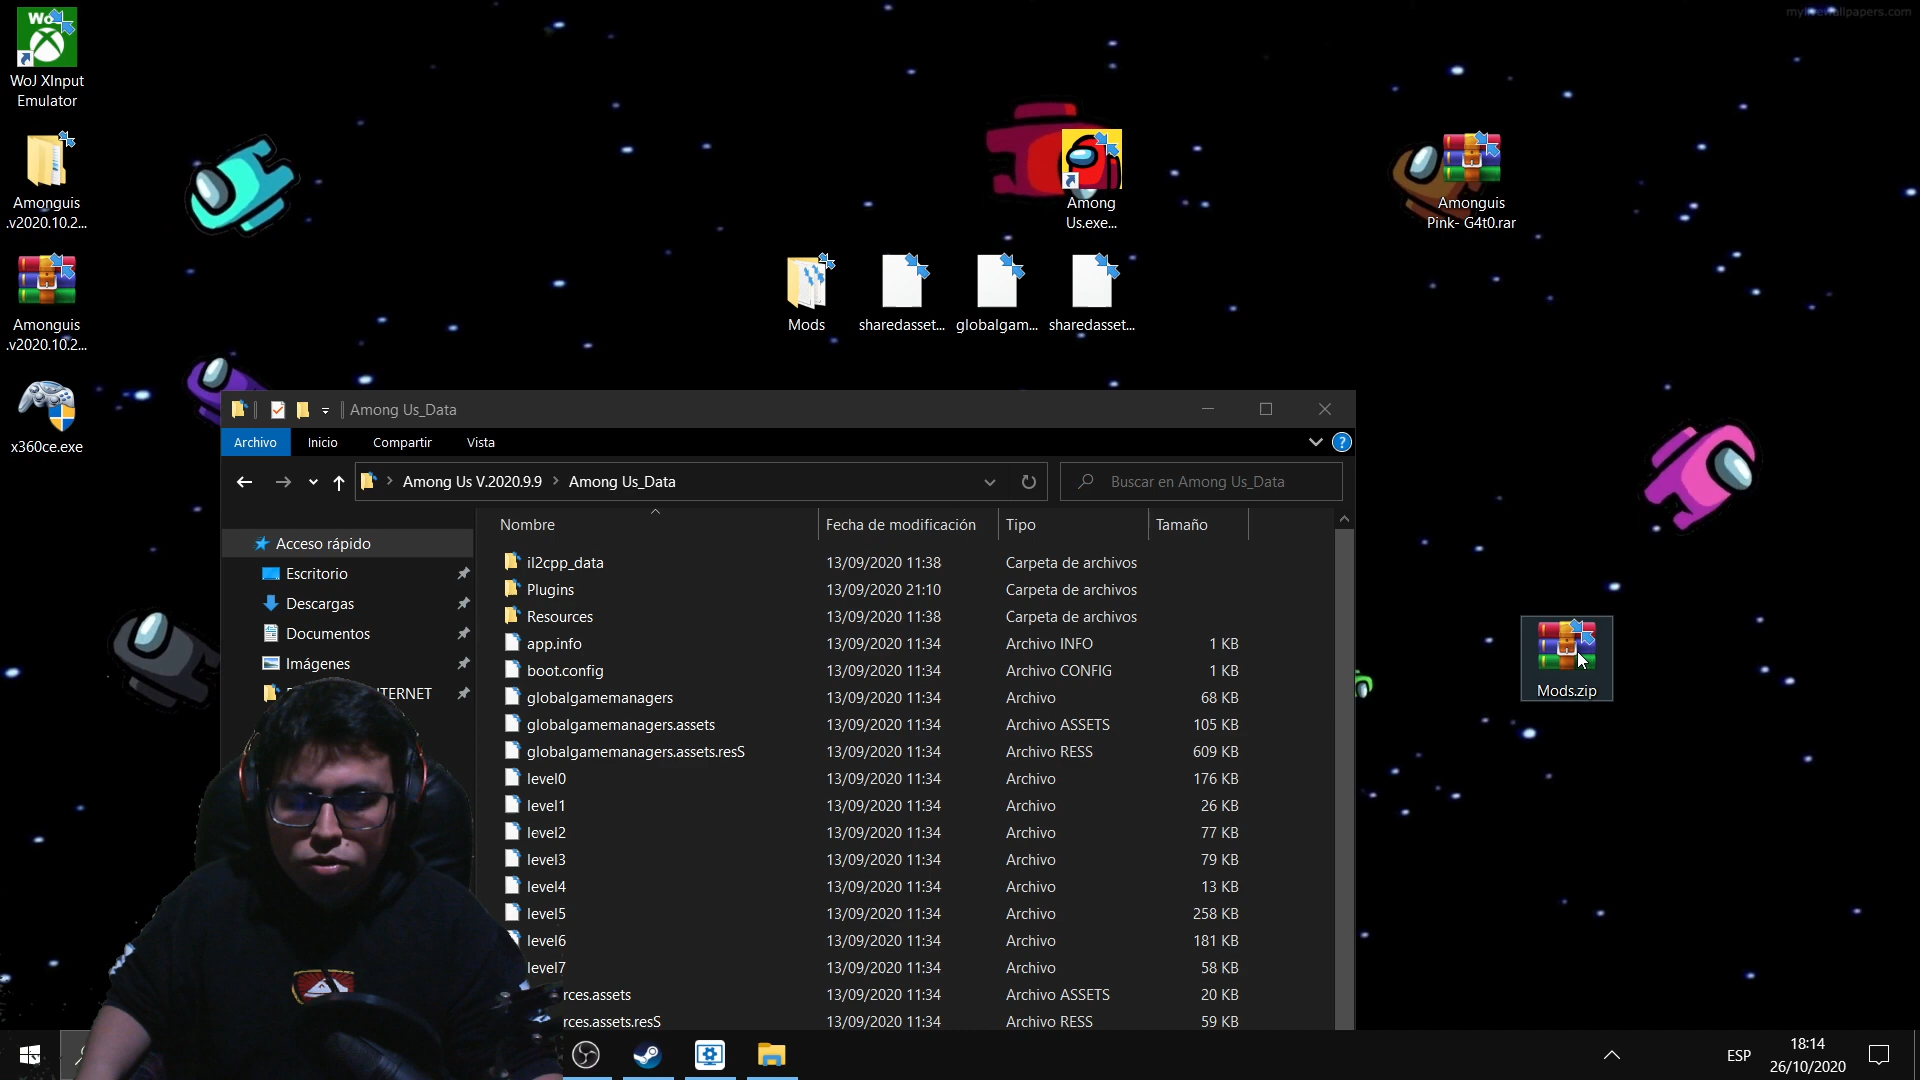 mylivewallpapers.com
WoJ XInput
Emulator
Amonguis
.v2020.10.2...
Amonguis
.v2020.10.2...
x360ce.exe
Among
Us.exe...
Amonguis
Pink- G4t0.rar
Mods
sharedasset...
globalgam...
sharedasset...
Mods.zip
Among Us_Data
Archivo
Inicio
Compartir
Vista
Among Us V.2020.9.9
Among Us_Data
Buscar en Among Us_Data
Nombre Fecha de modificación Tipo Tamaño
Acceso rápido
Escritorio
Descargas
Documentos
Imágenes
il2cpp_data 13/09/2020 11:38 Carpeta de archivos
Plugins 13/09/2020 21:10 Carpeta de archivos
Resources 13/09/2020 11:38 Carpeta de archivos
app.info 13/09/2020 11:34 Archivo INFO 1 KB
boot.config 13/09/2020 11:34 Archivo CONFIG 1 KB
globalgamemanagers 13/09/2020 11:34 Archivo 68 KB
globalgamemanagers.assets 13/09/2020 11:34 Archivo ASSETS 105 KB
globalgamemanagers.assets.resS 13/09/2020 11:34 Archivo RESS 609 KB
level0 13/09/2020 11:34 Archivo 176 KB
level1 13/09/2020 11:34 Archivo 26 KB
level2 13/09/2020 11:34 Archivo 77 KB
level3 13/09/2020 11:34 Archivo 79 KB
level4 13/09/2020 11:34 Archivo 13 KB
level5 13/09/2020 11:34 Archivo 258 KB
level6 13/09/2020 11:34 Archivo 181 KB
level7 13/09/2020 11:34 Archivo 58 KB
rces.assets 13/09/2020 11:34 Archivo ASSETS 20 KB
rces.assets.resS 13/09/2020 11:34 Archivo RESS 59 KB
ESP
18:14
26/10/2020